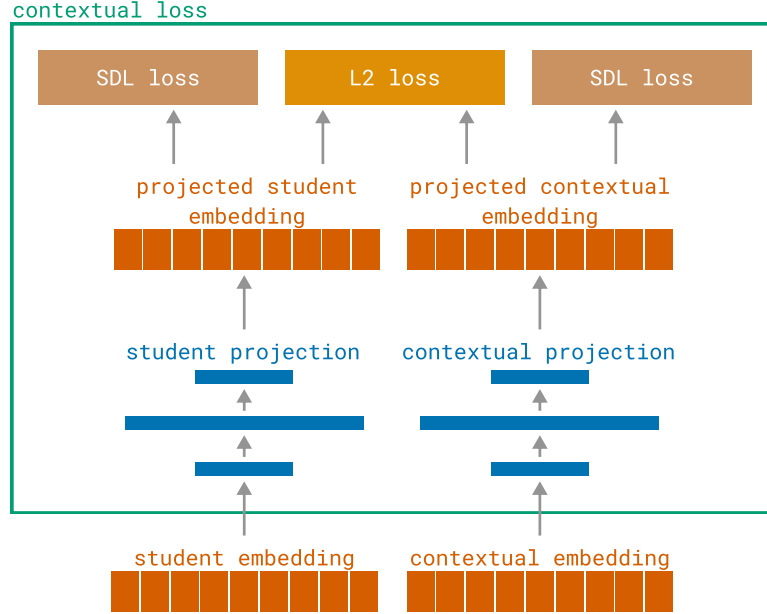 contextual loss
SDL loss
L2 loss
SDL loss
projected student
embedding
projected contextual
embedding
student projection
contextual projection
student embedding
contextual embedding